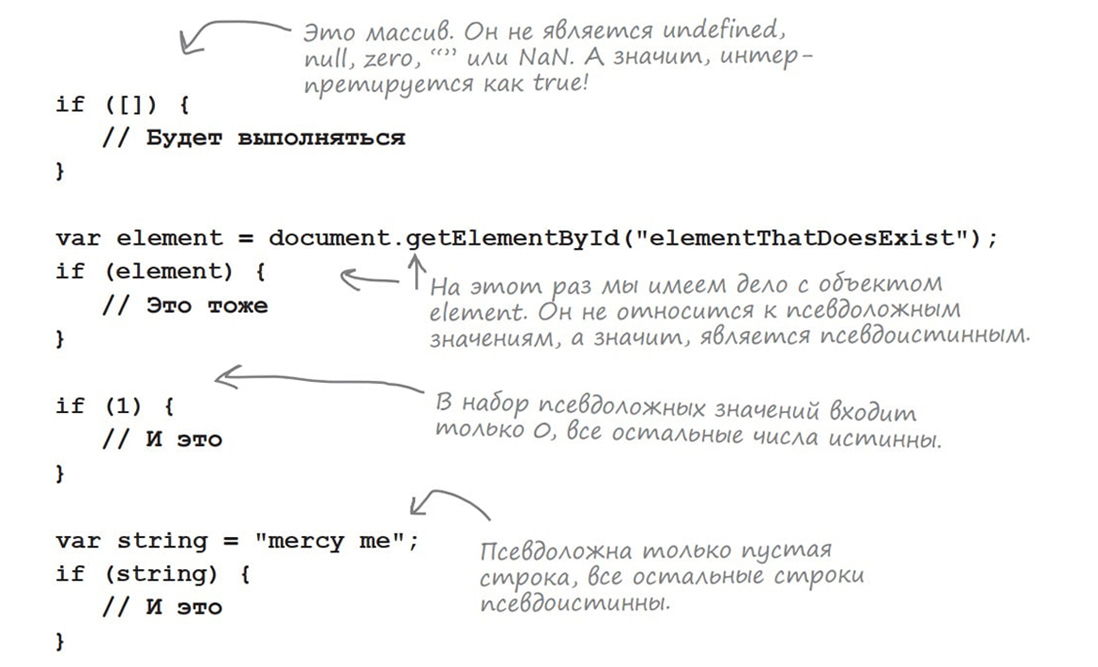 Это массив. Он не является undefined,
null, zero, “” или NaN. А значит, интер-
претируется как true!
if ([]) {
// Будет выполняться
}
var element = document.getElementById("elementThatDoesExist");
if (element) {
// Это тоже
}
На этот раз мы имеем дело с объектом
element. Он не относится к псевдоложным
значениям, а значит, является псевдоистинным.
if (1) {
// И это
}
В набор псевдоложных значений входит
только 0, все остальные числа истинны.
var string = "mercy me";
if (string) {
// И это
}
Псевдоложна только пустая
строка, все остальные строки
псевдоистинны.